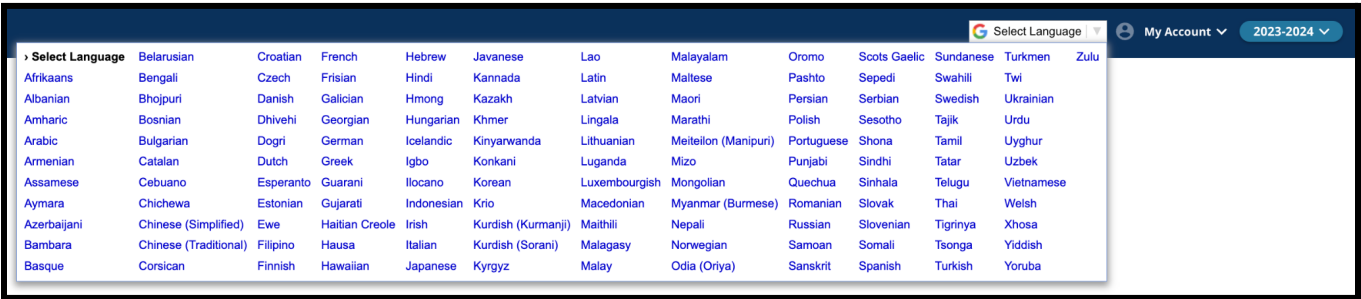 Select Language
My Account
2023-2024
› Select Language Belarusian Croatian French Hebrew Javanese Lao Malayalam Oromo Scots Gaelic Sundanese Turkmen Zulu
Afrikaans Bengali Czech Frisian Hindi Kannada Latin Maltese Pashto Sepedi Swahili Twi
Albanian Bhojpuri Danish Galician Hmong Kazakh Latvian Maori Persian Serbian Swedish Ukrainian
Amharic Bosnian Dhivehi Georgian Hungarian Khmer Lingala Marathi Polish Sesotho Tajik Urdu
Arabic Bulgarian Dogri German Icelandic Kinyarwanda Lithuanian Meiteilon (Manipuri) Portuguese Shona Tamil Uyghur
Armenian Catalan Dutch Greek Igbo Konkani Luganda Mizo Punjabi Sindhi Tatar Uzbek
Assamese Cebuano Esperanto Guarani Ilocano Korean Luxembourgish Mongolian Quechua Sinhala Telugu Vietnamese
Aymara Chichewa Estonian Gujarati Indonesian Krio Macedonian Myanmar (Burmese) Romanian Slovak Thai Welsh
Azerbaijani Chinese (Simplified) Ewe Haitian Creole Irish Kurdish (Kurmanji) Maithili Nepali Russian Slovenian Tigrinya Xhosa
Bambara Chinese (Traditional) Filipino Hausa Italian Kurdish (Sorani) Malagasy Norwegian Samoan Somali Tsonga Yiddish
Basque Corsican Finnish Hawaiian Japanese Kyrgyz Malay Odia (Oriya) Sanskrit Spanish Turkish Yoruba